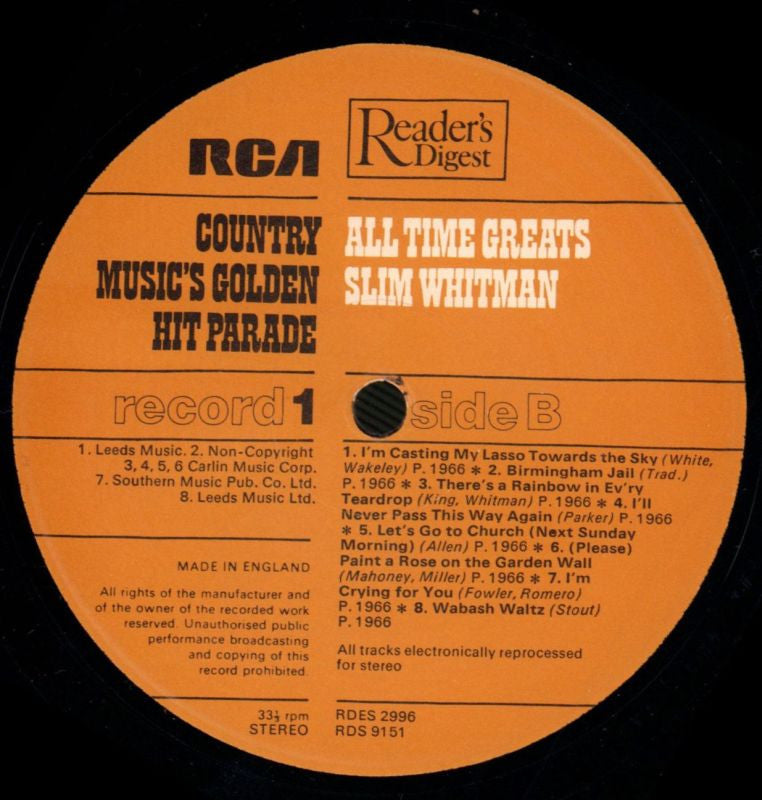 RCA
Reader's
Digest
COUNTRY
MUSIC'S GOLDEN
HIT PARADE
ALL TIME GREATS
SLIM WHITMAN
record 1
side B
1. Leeds Music. 2. Non-Copyright
3, 4, 5, 6 Carlin Music Corp.
7. Southern Music Pub. Co. Ltd.
8. Leeds Music Ltd.
1. I'm Casting My Lasso Towards the Sky (White,
Wakeley) P. 1966 * 2. Birmingham Jail (Trad.)
P. 1966 * 3. There's a Rainbow in Ev'ry
Teardrop (King, Whitman) P. 1966 * 4. I'll
Never Pass This Way Again (Parker) P. 1966
* 5. Let's Go to Church (Next Sunday
Morning) (Allen) P. 1966 * 6. (Please)
Paint a Rose on the Garden Wall
(Mahoney, Miller) P. 1966 * 7. I'm
Crying for You (Fowler, Romero)
P. 1966 * 8. Wabash Waltz (Stout)
P. 1966
MADE IN ENGLAND
All rights of the manufacturer and
of the owner of the recorded work
reserved. Unauthorised public
performance broadcasting
and copying of this
record prohibited.
All tracks electronically reprocessed
for stereo
33⅓ rpm
STEREO
RDES 2996
RDS 9151